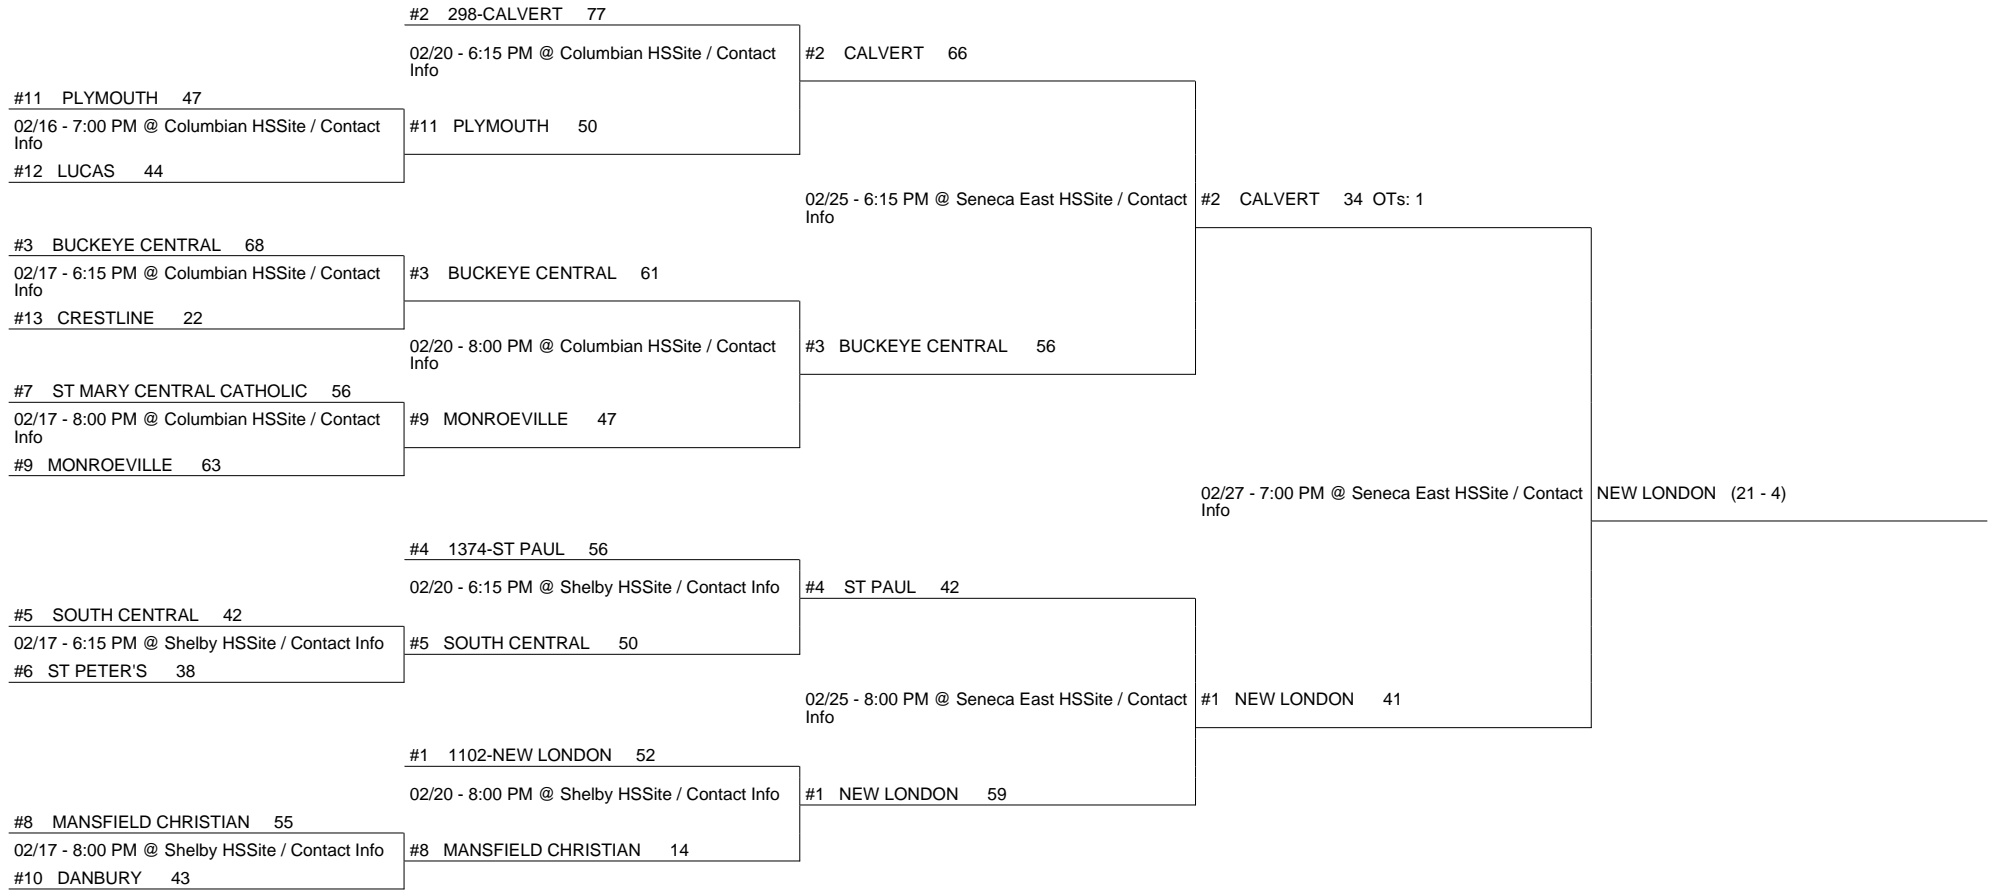 #2 298-CALVERT 77
02/20 - 6:15 PM @ Columbian HSSite / Contact
Info
#2 CALVERT 66
#11 PLYMOUTH 47
02/16 - 7:00 PM @ Columbian HSSite / Contact
Info
#12 LUCAS 44
#11 PLYMOUTH 50
02/25 - 6:15 PM @ Seneca East HSSite / Contact
Info
#2 CALVERT 34 OTs: 1
#3 BUCKEYE CENTRAL 68
02/17 - 6:15 PM @ Columbian HSSite / Contact
Info
#13 CRESTLINE 22
#3 BUCKEYE CENTRAL 61
02/20 - 8:00 PM @ Columbian HSSite / Contact
Info
#3 BUCKEYE CENTRAL 56
#7 ST MARY CENTRAL CATHOLIC 56
02/17 - 8:00 PM @ Columbian HSSite / Contact
Info
#9 MONROEVILLE 63
#9 MONROEVILLE 47
02/27 - 7:00 PM @ Seneca East HSSite / Contact
Info
NEW LONDON (21 - 4)
#4 1374-ST PAUL 56
02/20 - 6:15 PM @ Shelby HSSite / Contact Info
#4 ST PAUL 42
#5 SOUTH CENTRAL 42
02/17 - 6:15 PM @ Shelby HSSite / Contact Info
#6 ST PETER'S 38
#5 SOUTH CENTRAL 50
02/25 - 8:00 PM @ Seneca East HSSite / Contact
Info
#1 NEW LONDON 41
#1 1102-NEW LONDON 52
02/20 - 8:00 PM @ Shelby HSSite / Contact Info
#1 NEW LONDON 59
#8 MANSFIELD CHRISTIAN 55
02/17 - 8:00 PM @ Shelby HSSite / Contact Info
#10 DANBURY 43
#8 MANSFIELD CHRISTIAN 14